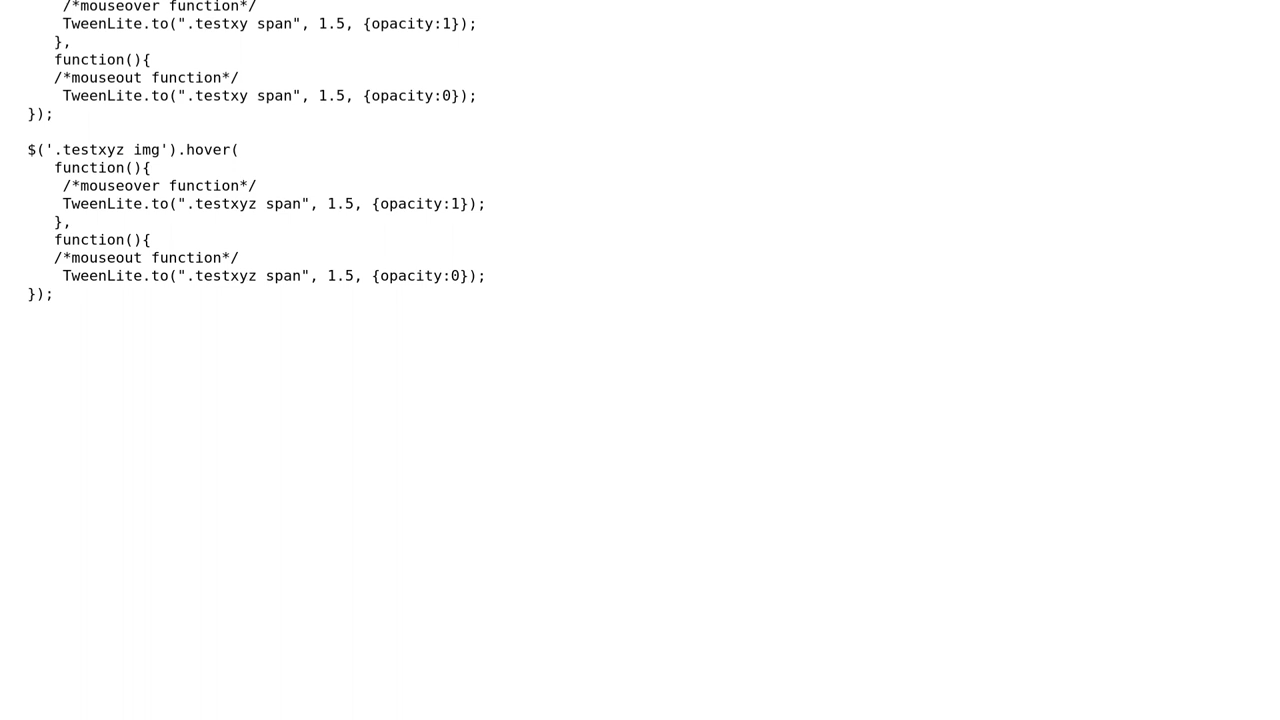 /*mouseover function*/
TweenLite.to(".testxy span", 1.5, {opacity:1});
},
function(){
/*mouseout function*/
TweenLite.to(".testxy span", 1.5, {opacity:0});
});
$('.testxyz img').hover(
function(){
/*mouseover function*/
TweenLite.to(".testxyz span", 1.5, {opacity:1});
},
function(){
/*mouseout function*/
TweenLite.to(".testxyz span", 1.5, {opacity:0});
});